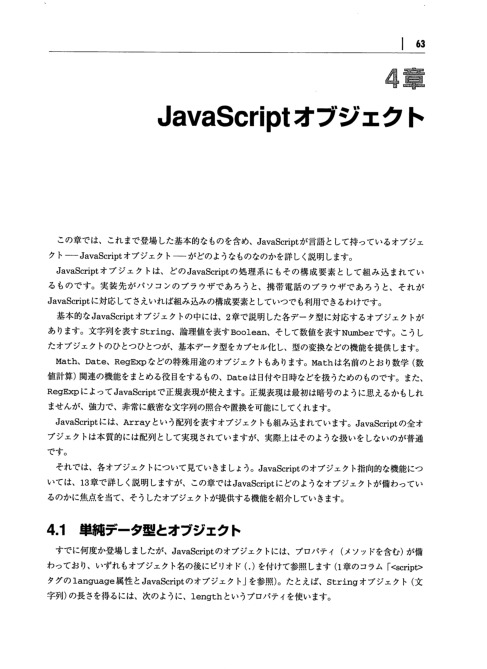 63
4章
JavaScriptオブジェクト
この章では、これまで登場した基本的なものを含め、JavaScriptが言語として持っているオブジェ
クト――JavaScriptオブジェクト――がどのようなものなのかを詳しく説明します。
JavaScriptオブジェクトは、どのJavaScriptの処理系にもその構成要素として組み込まれてい
るものです。実装先がパソコンのブラウザであろうと、携帯電話のブラウザであろうと、それが
JavaScriptに対応してさえいれば組み込みの構成要素としていつでも利用できるわけです。
基本的なJavaScriptオブジェクトの中には、2章で説明した各データ型に対応するオブジェクトが
あります。文字列を表すString、論理値を表すBoolean、そして数値を表すNumberです。こうし
たオブジェクトのひとつひとつが、基本データ型をカプセル化し、型の変換などの機能を提供します。
Math、Date、RegExpなどの特殊用途のオブジェクトもあります。Mathは名前のとおり数学（数
値計算）関連の機能をまとめる役目をするもの、Dateは日付や日時などを扱うためのものです。また、
RegExpによってJavaScriptで正規表現が使えます。正規表現は最初は暗号のように思えるかもしれ
ませんが、強力で、非常に厳密な文字列の照合や置換を可能にしてくれます。
JavaScriptには、Arrayという配列を表すオブジェクトも組み込まれています。JavaScriptの全オ
ブジェクトは本質的には配列として実現されていますが、実際上はそのような扱いをしないのが普通
です。
それでは、各オブジェクトについて見ていきましょう。JavaScriptのオブジェクト指向的な機能につ
いては、13章で詳しく説明しますが、この章ではJavaScriptにどのようなオブジェクトが備わってい
るのかに焦点を当て、そうしたオブジェクトが提供する機能を紹介していきます。
4.1 単純データ型とオブジェクト
すでに何度か登場しましたが、JavaScriptのオブジェクトには、プロパティ（メソッドを含む）が備
わっており、いずれもオブジェクト名の後にピリオド（.）を付けて参照します（1章のコラム「<script>
タグのlanguage属性とJavaScriptのオブジェクト」を参照）。たとえば、Stringオブジェクト（文
字列）の長さを得るには、次のように、lengthというプロパティを使います。